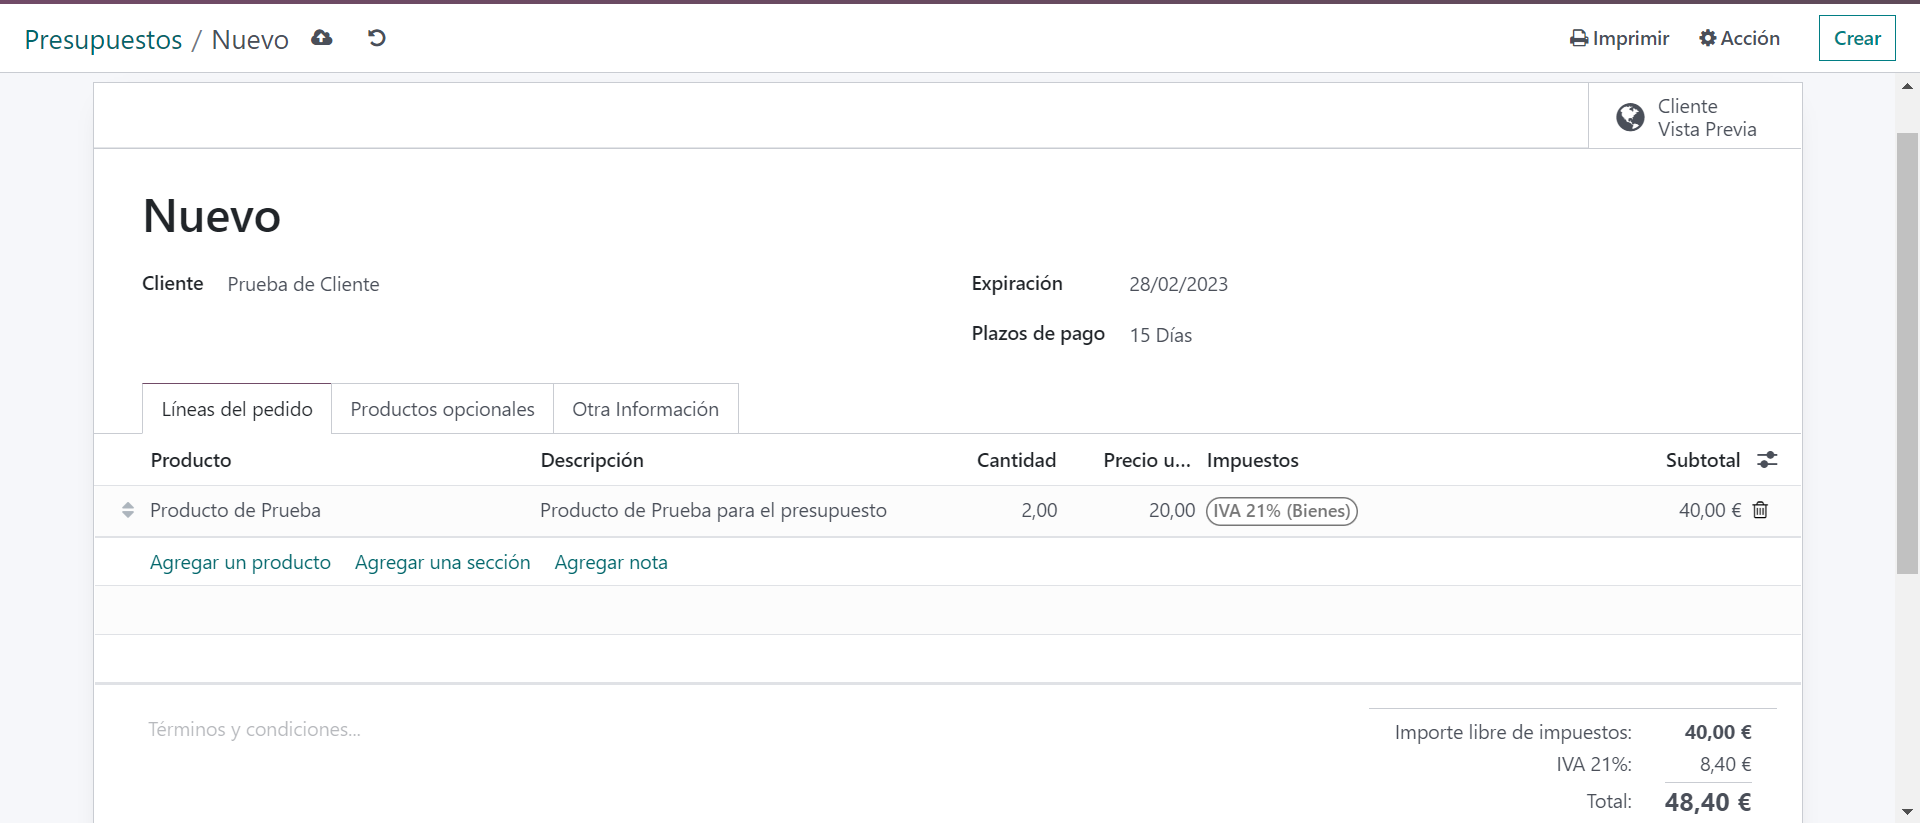 Presupuestos / Nuevo
Imprimir
Acción
Crear
Cliente
Vista Previa
Nuevo
Cliente Prueba de Cliente
Expiración 28/02/2023
Plazos de pago 15 Días
Líneas del pedido
Productos opcionales
Otra Información
Producto Descripción Cantidad Precio u... Impuestos Subtotal
Producto de Prueba Producto de Prueba para el presupuesto 2,00 20,00 IVA 21% (Bienes) 40,00 €
Agregar un producto Agregar una sección Agregar nota
Términos y condiciones...
Importe libre de impuestos: 40,00 €
IVA 21%: 8,40 €
Total: 48,40 €